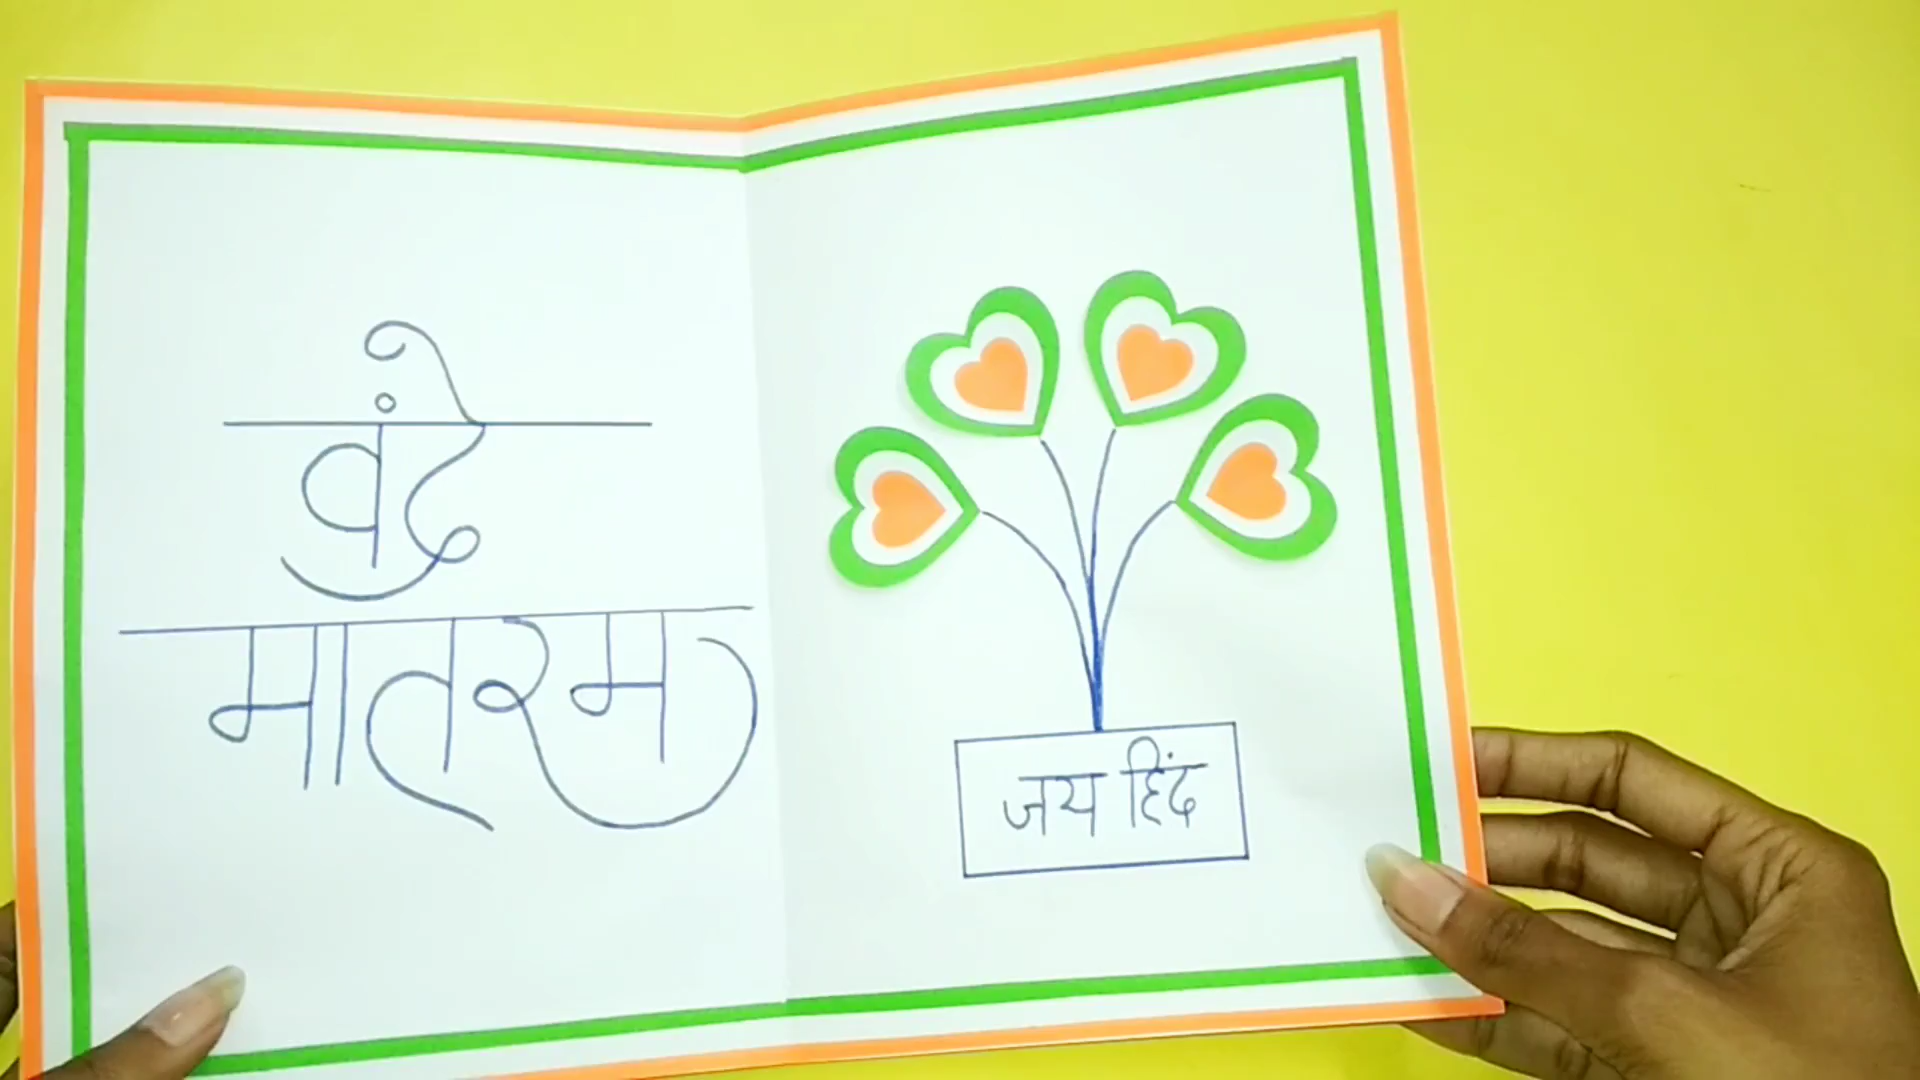 वंदे
मातरम
जय हिंद